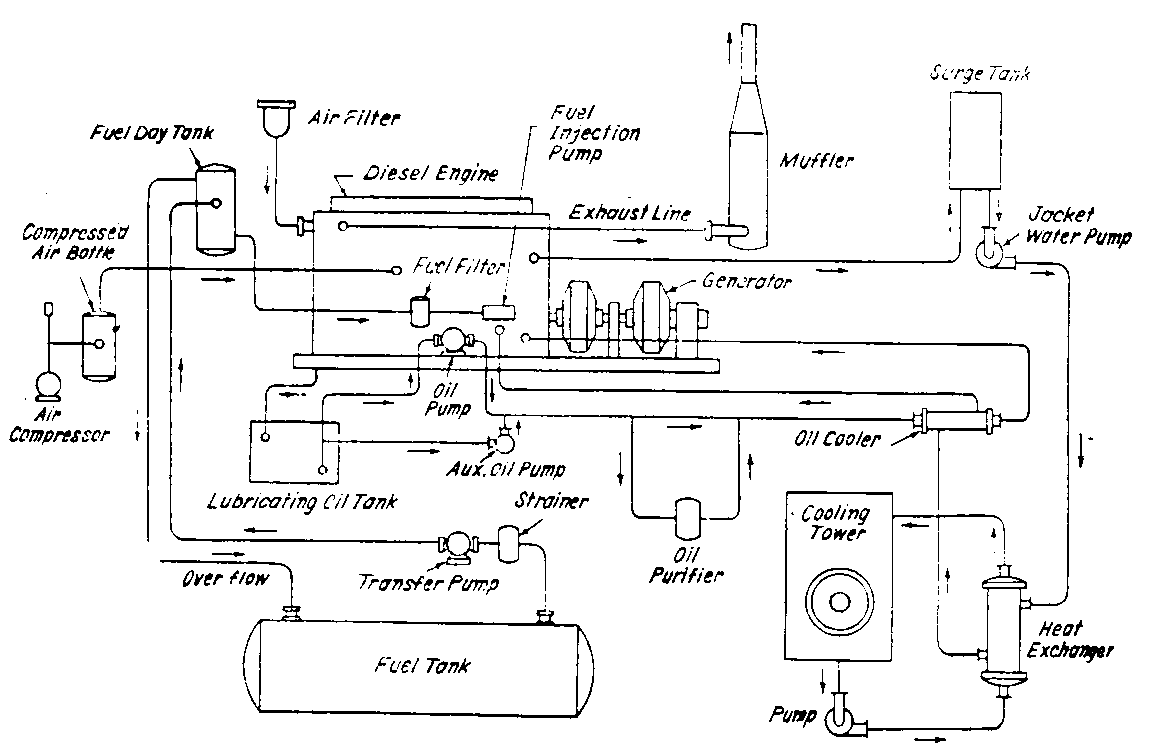 Surge Tank
Air Filter
Fuel
Injection
Pump
Fuel Day Tank
Muffler
Diesel Engine
Exhaust Line
Jacket
Water Pump
Compressed
Air Bottle
Fuel Filter
Generator
Oil
Pump
Air
Compressor
Oil Cooler
Aux. Oil Pump
Lubricating Oil Tank
Strainer
Cooling
Tower
Oil
Purifier
Over flow
Transfer Pump
Heat
Exchanger
Fuel Tank
Pump